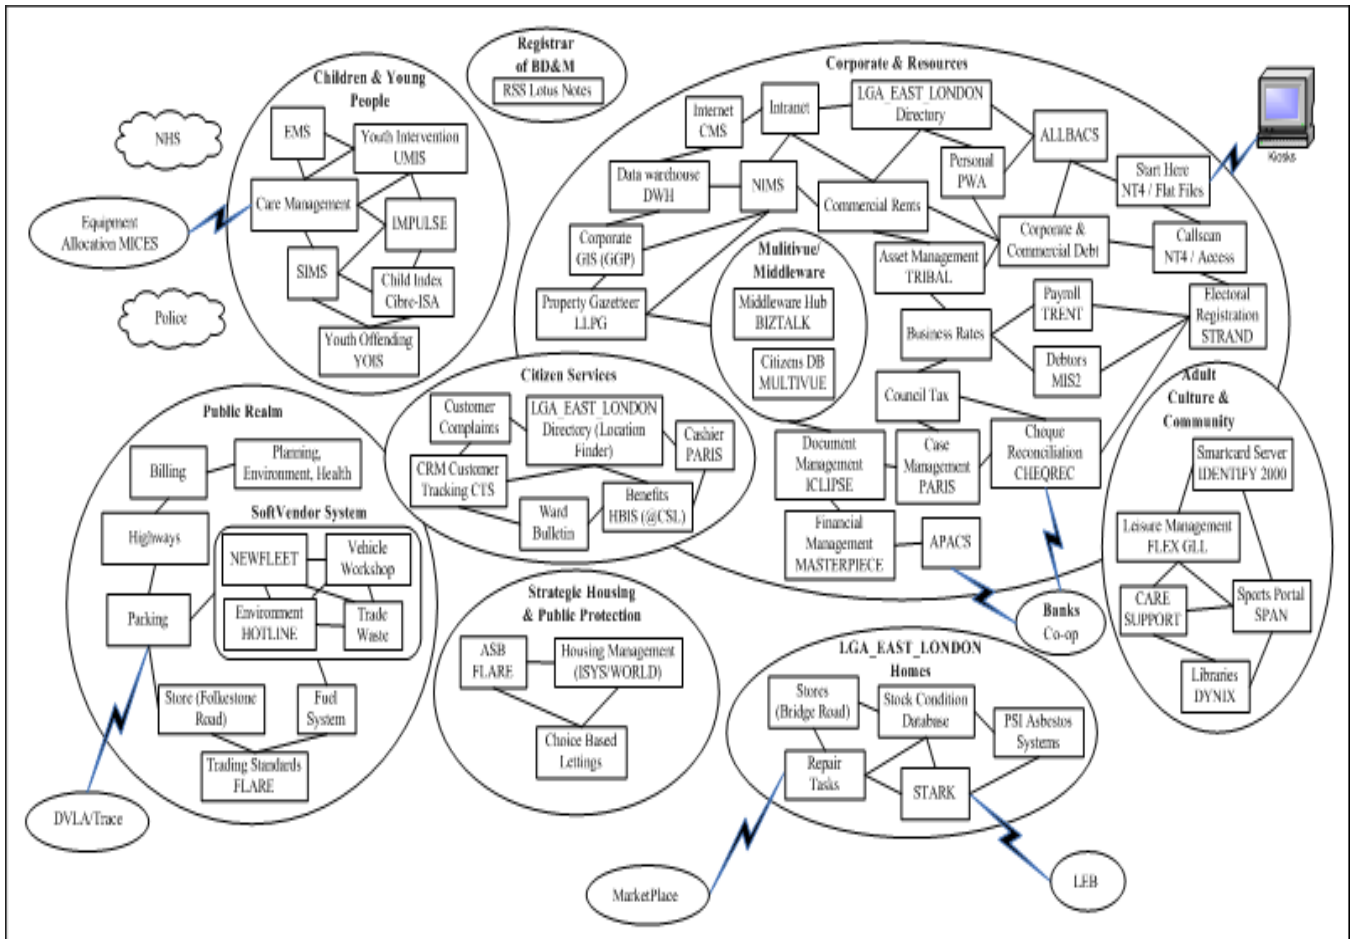 Registrar
of BD&M
RSS Lotus Notes
Children & Young
People
EMS
Youth Intervention
UMIS
Care Management
IMPULSE
SIMS
Child Index
Cibre-ISA
Youth Offending
YOIS
NHS
Equipment
Allocation MICES
Police
Corporate & Resources
Internet
CMS
Intranet
LGA_EAST_LONDON
Directory
ALLBACS
Kiosks
Data warehouse
DWH
NIMS
Personal
PWA
Start Here
NT4 / Flat Files
Commercial Rents
Corporate
GIS (GGP)
Corporate &
Commercial Debt
Callscan
NT4 / Access
Asset Management
TRIBAL
Property Gazetteer
LLPG
Mulitivue/
Middleware
Middleware Hub
BIZTALK
Citizens DB
MULTIVUE
Payroll
TRENT
Electoral
Registration
STRAND
Business Rates
Debtors
MIS2
Council Tax
Document
Management
ICLIPSE
Case
Management
PARIS
Cheque
Reconciliation
CHEQREC
Financial
Management
MASTERPIECE
APACS
Banks
Co-op
Citizen Services
Customer
Complaints
LGA_EAST_LONDON
Directory (Location
Finder)
Cashier
PARIS
CRM Customer
Tracking CTS
Ward
Bulletin
Benefits
HBIS (@CSL)
Adult
Culture &
Community
Smartcard Server
IDENTIFY 2000
Leisure Management
FLEX GLL
CARE
SUPPORT
Sports Portal
SPAN
Libraries
DYNIX
Public Realm
Billing
Planning,
Environment, Health
SoftVendor System
Highways
NEWFLEET
Vehicle
Workshop
Parking
Environment
HOTLINE
Trade
Waste
Store (Folkestone
Road)
Fuel
System
Trading Standards
FLARE
DVLA/Trace
Strategic Housing
& Public Protection
ASB
FLARE
Housing Management
(ISYS/WORLD)
Choice Based
Lettings
LGA_EAST_LONDON
Homes
Stores
(Bridge Road)
Stock Condition
Database
PSI Asbestos
Systems
Repair
Tasks
STARK
MarketPlace
LEB